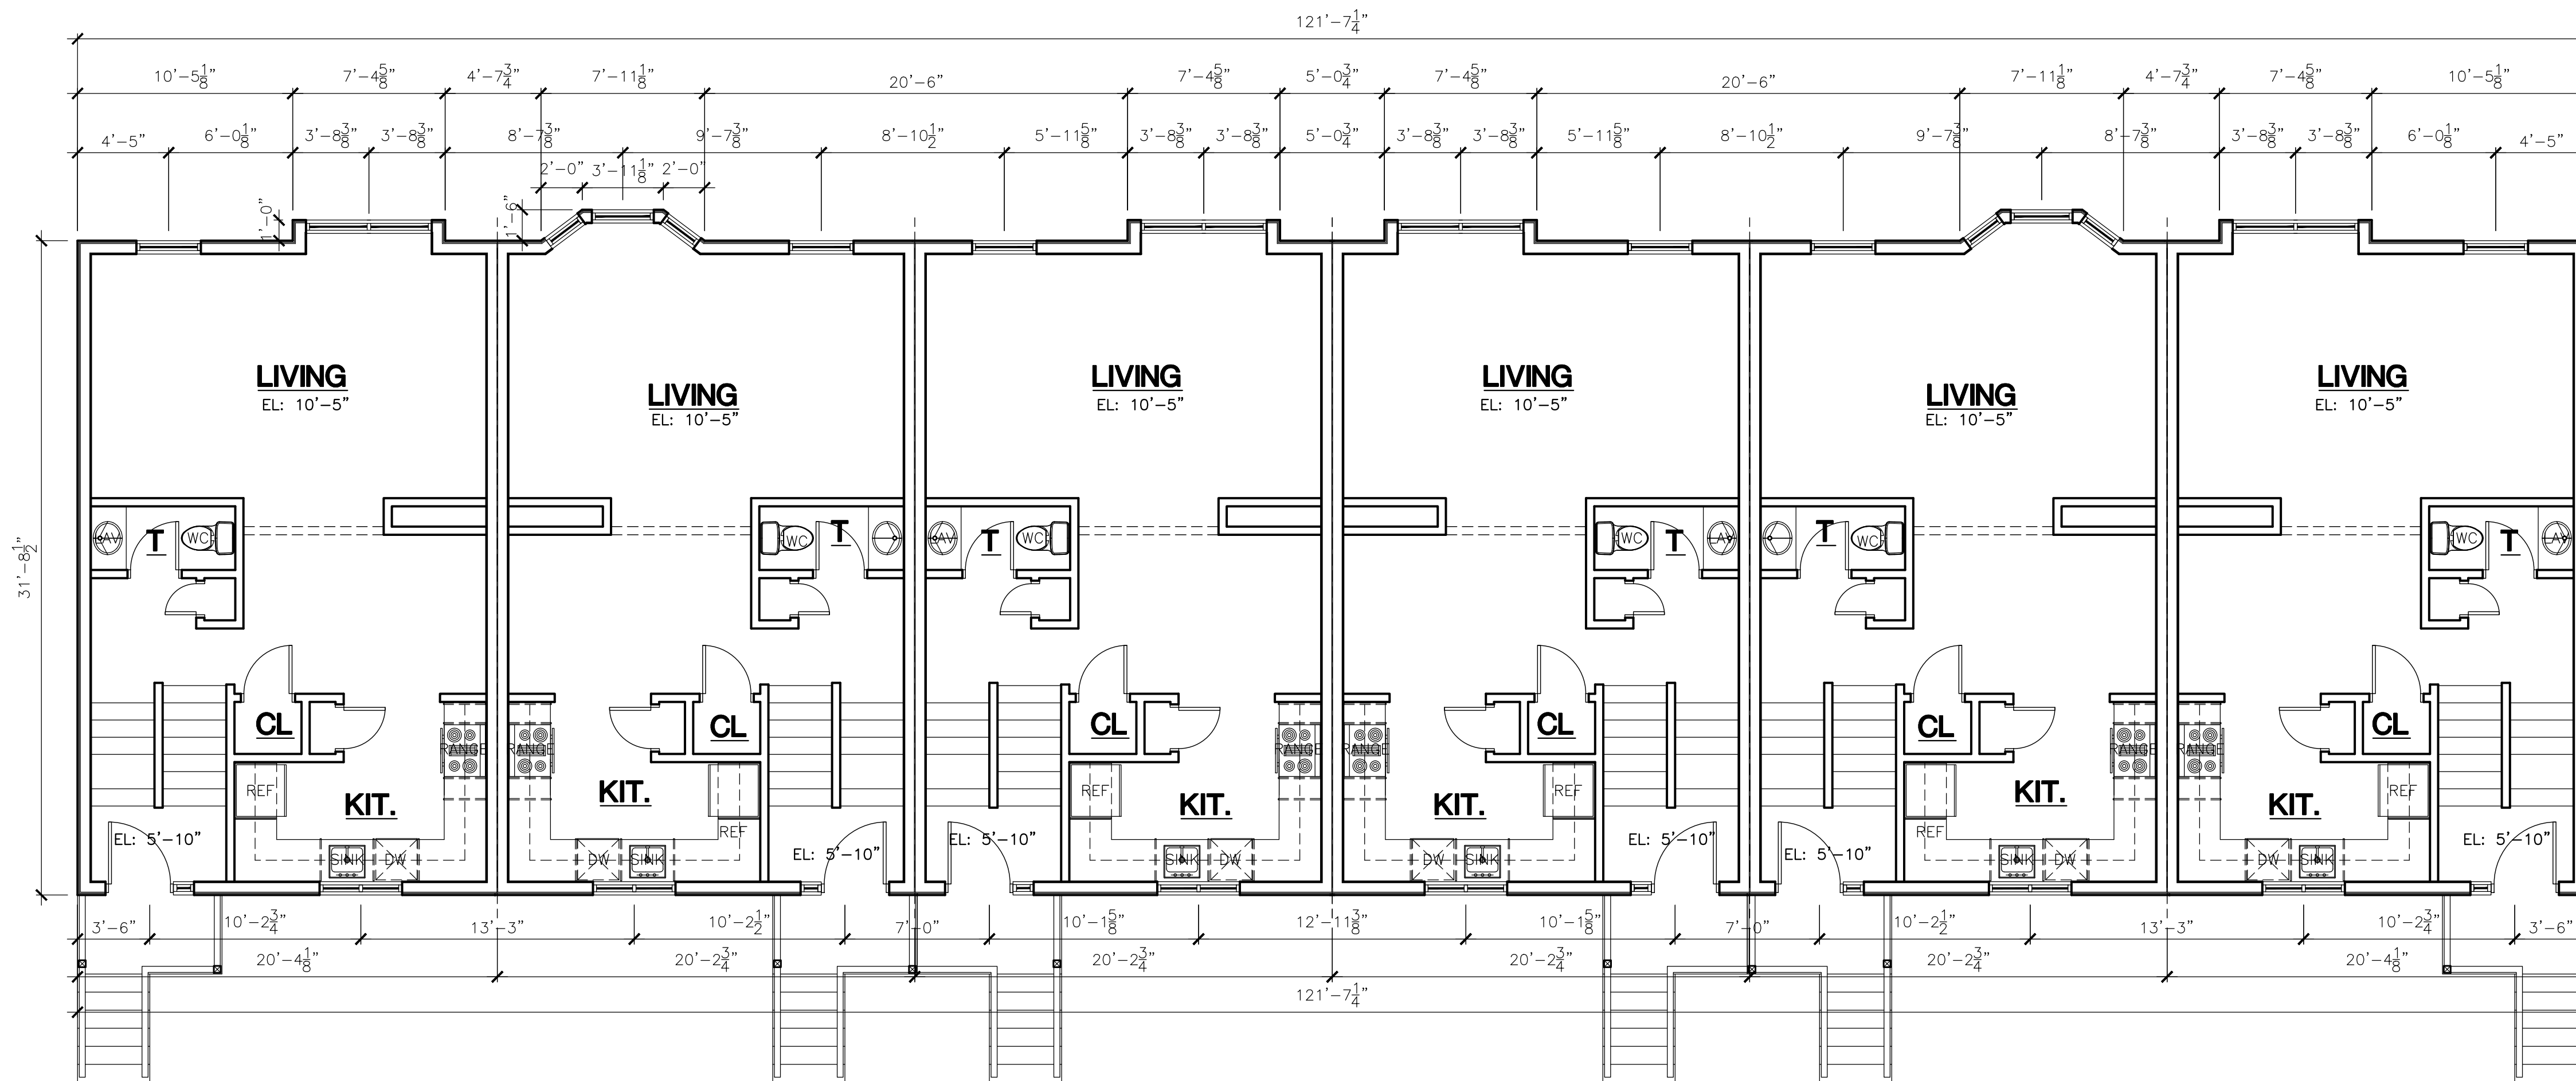 121'-7 1/4"
10'-5 1/8" 7'-4 5/8" 4'-7 3/4" 7'-11 1/8" 20'-6" 7'-4 5/8" 5'-0 3/4" 7'-4 5/8" 20'-6" 7'-11 1/8" 4'-7 3/4" 7'-4 5/8" 10'-5 1/8"
4'-5" 6'-0 1/8" 3'-8 3/8" 3'-8 3/8" 8'-7 3/8" 9'-7 3/8" 8'-10 1/2" 5'-11 5/8" 3'-8 3/8" 3'-8 3/8" 5'-0 3/4" 3'-8 3/8" 3'-8 3/8" 5'-11 5/8" 8'-10 1/2" 9'-7 3/8" 8'-7 3/8" 3'-8 3/8" 3'-8 3/8" 6'-0 1/8" 4'-5"
2'-0" 3'-11 1/8" 2'-0"
1'-0" 1'-6"
LIVING LIVING LIVING LIVING LIVING LIVING
EL: 10'-5" EL: 10'-5" EL: 10'-5" EL: 10'-5" EL: 10'-5" EL: 10'-5"
31'-8 1/2"
LAV T WC WC T LAV T WC WC T LAV T WC WC T LAV
CL CL CL CL CL CL
RANGE RANGE RANGE RANGE RANGE RANGE
REF KIT. KIT. REF KIT. KIT. REF KIT. KIT. REF
REF REF
EL: 5'-10" EL: 5'-10" EL: 5'-10" EL: 5'-10" EL: 5'-10" EL: 5'-10"
SINK DW DW SINK SINK DW DW SINK SINK DW DW SINK
3'-6" 10'-2 3/4" 13'-3" 10'-2 1/2" 7'-0" 10'-1 5/8" 12'-11 3/8" 10'-1 5/8" 7'-0" 10'-2 1/2" 13'-3" 10'-2 3/4" 3'-6"
20'-4 1/8" 20'-2 3/4" 20'-2 3/4" 20'-2 3/4" 20'-2 3/4" 20'-4 1/8"
121'-7 1/4"